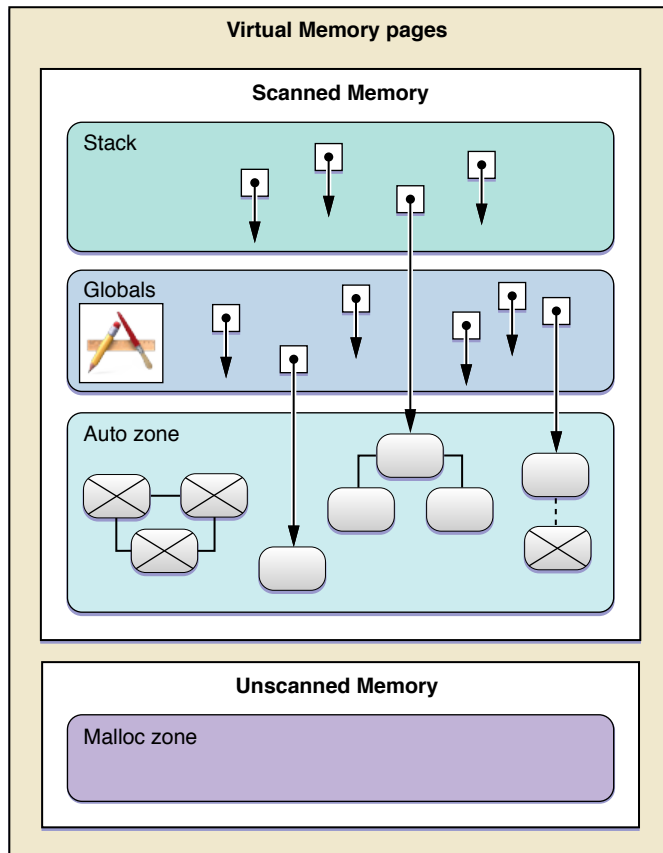 Virtual Memory pages
Scanned Memory
Stack
Globals
Auto zone
Unscanned Memory
Malloc zone